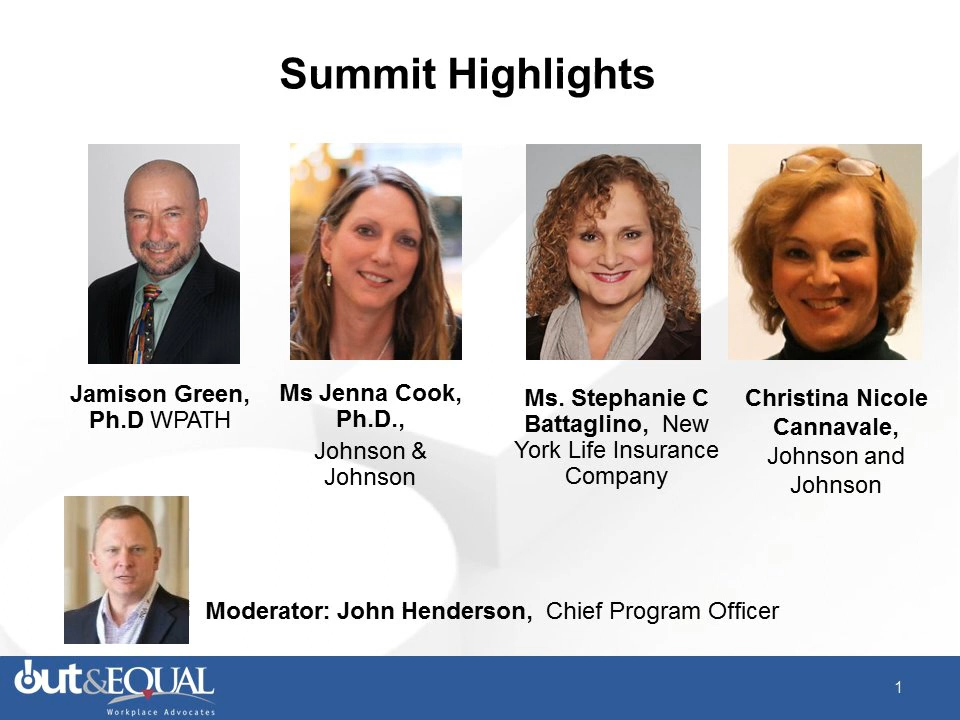 Summit Highlights
Jamison Green,
Ph.D WPATH
Ms Jenna Cook,
Ph.D.,
Johnson &
Johnson
Ms. Stephanie C
Battaglino, New
York Life Insurance
Company
Christina Nicole
Cannavale,
Johnson and
Johnson
Moderator: John Henderson, Chief Program Officer
Out&EQUAL
Workplace Advocates
1